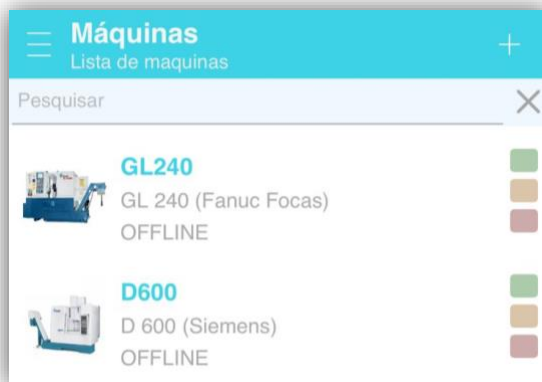 Máquinas
Lista de maquinas
Pesquisar
GL240
GL 240 (Fanuc Focas)
OFFLINE
D600
D 600 (Siemens)
OFFLINE